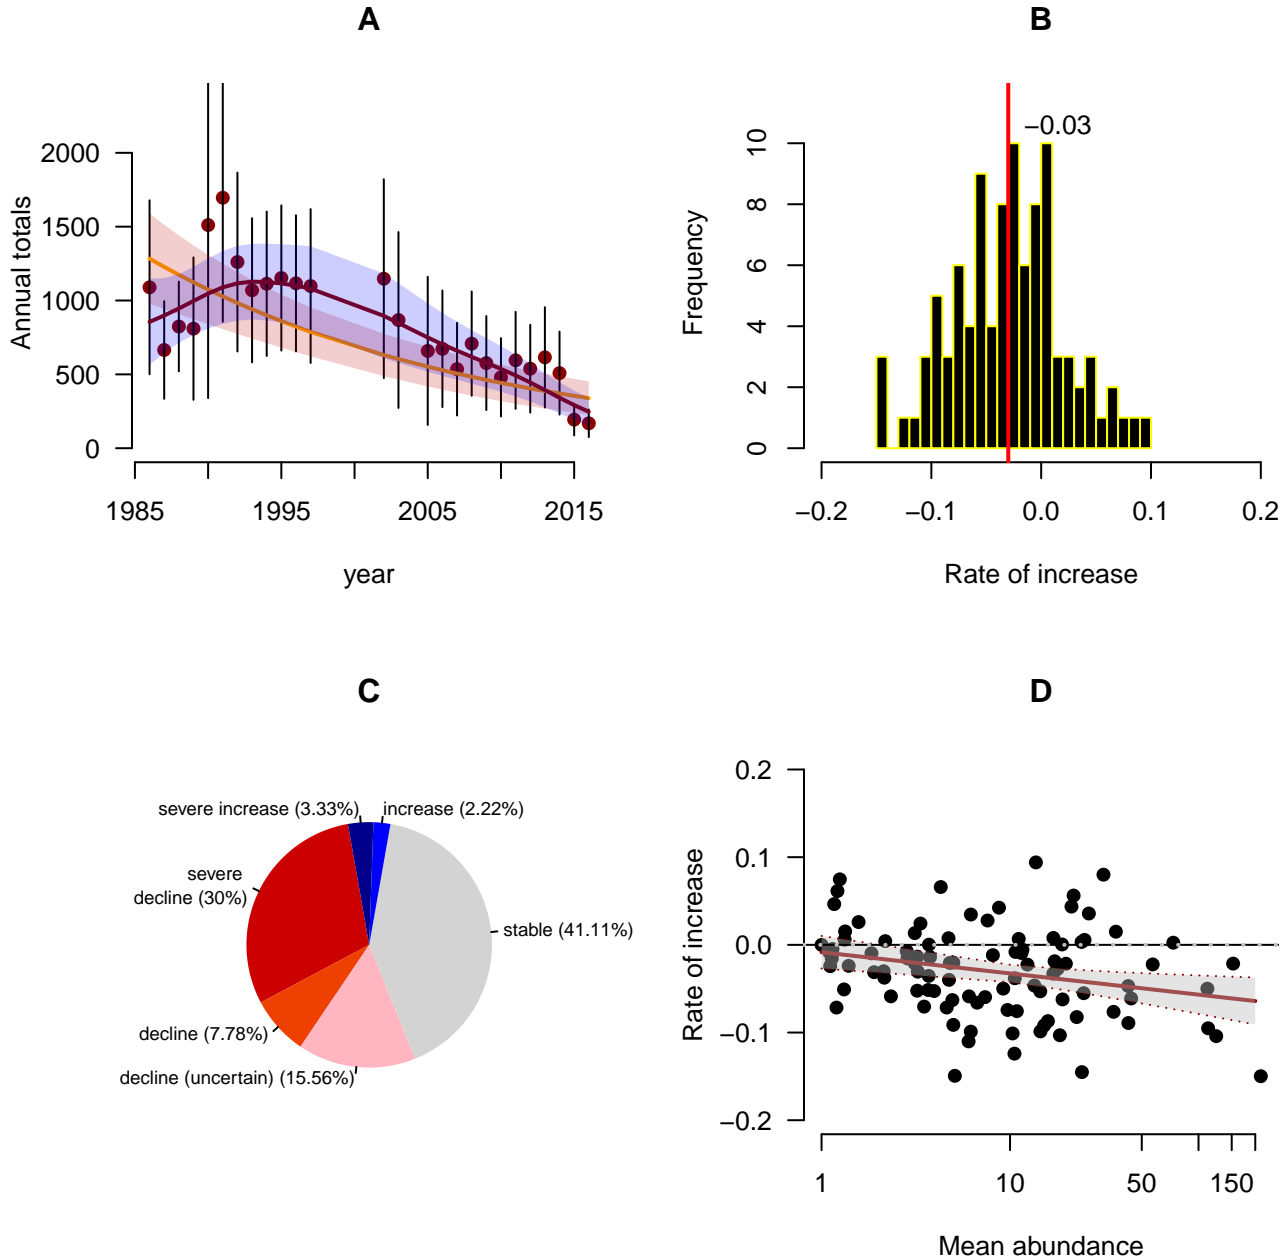 A
Annual totals
2000
1500
1000
500
0
1985
1995
2005
2015
year
B
−0.03
Frequency
10
8
6
4
2
0
−0.2
−0.1
0.0
0.1
0.2
Rate of increase
C
severe increase (3.33%)
increase (2.22%)
severe
decline (30%)
stable (41.11%)
decline (7.78%)
decline (uncertain) (15.56%)
D
Rate of increase
0.2
0.1
0.0
−0.1
−0.2
1
10
50
150
Mean abundance